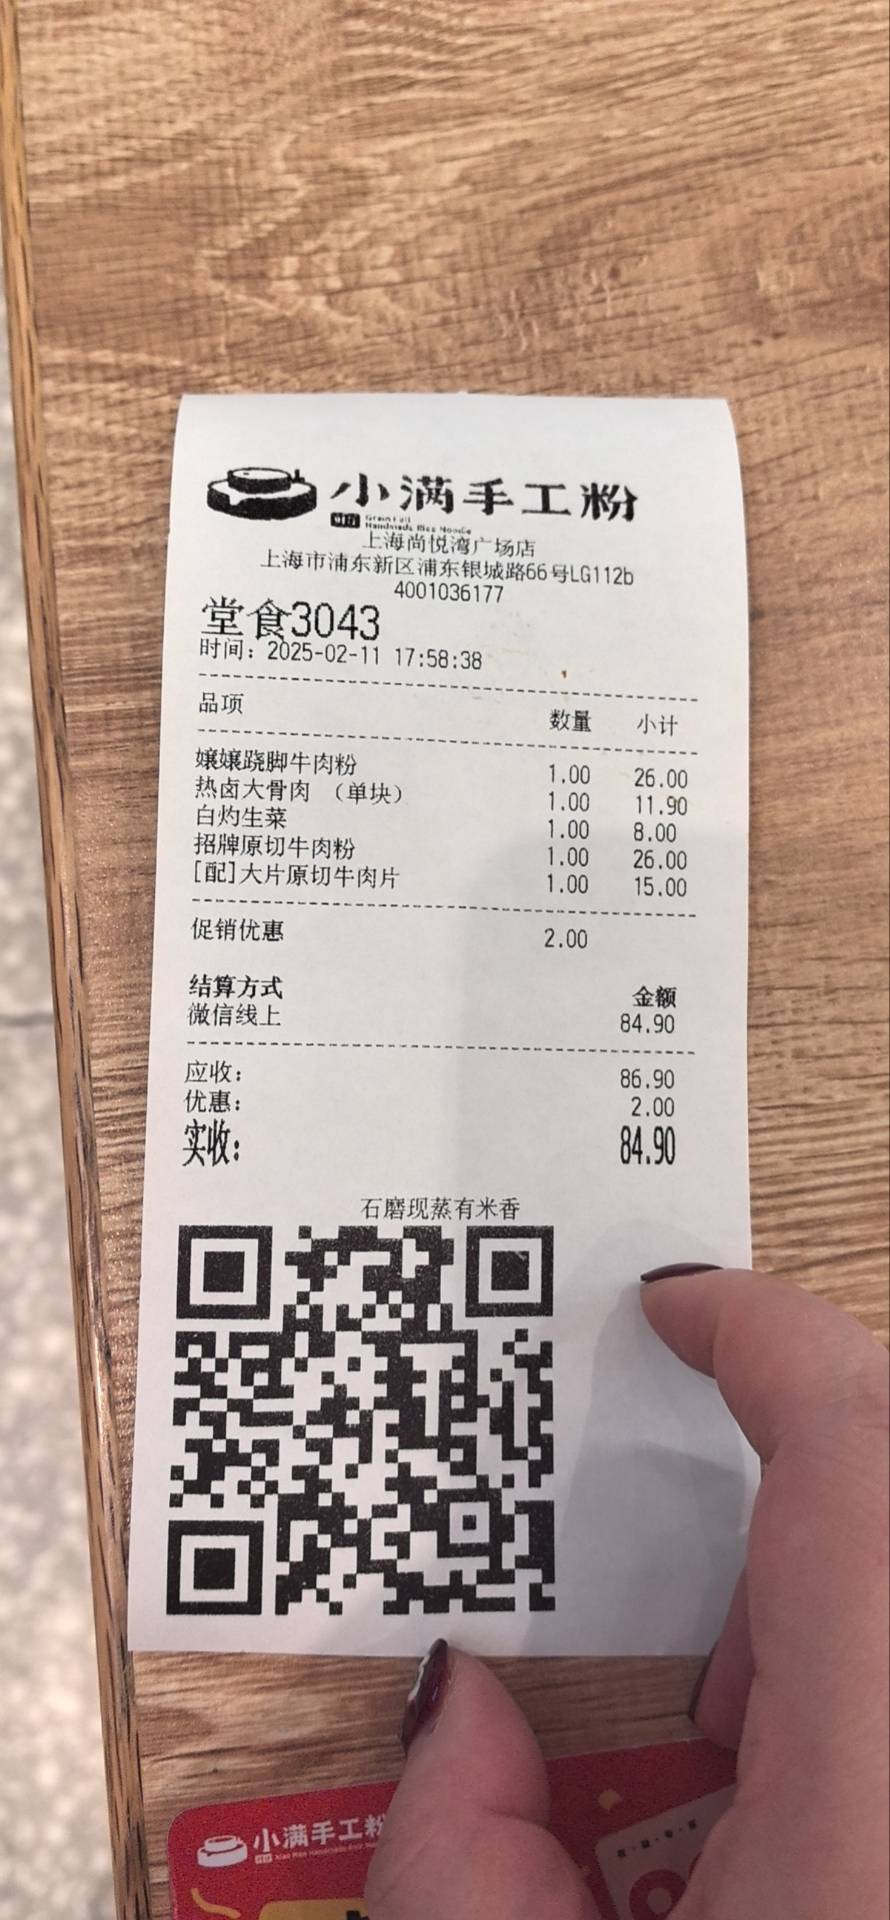 小满手工粉
Handmade Rice Noodle
上海尚悦湾广场店
上海市浦东新区浦东银城路66号LG112b
4001036177
堂食3043
时间：2025-02-11 17:58:38
品项 数量 小计
嬢嬢跷脚牛肉粉 1.00 26.00
热卤大骨肉 （单块） 1.00 11.90
白灼生菜 1.00 8.00
招牌原切牛肉粉 1.00 26.00
[配]大片原切牛肉片 1.00 15.00
促销优惠 2.00
结算方式 金额
微信线上 84.90
应收: 86.90
优惠: 2.00
实收: 84.90
石磨现蒸有米香
小满手工粉